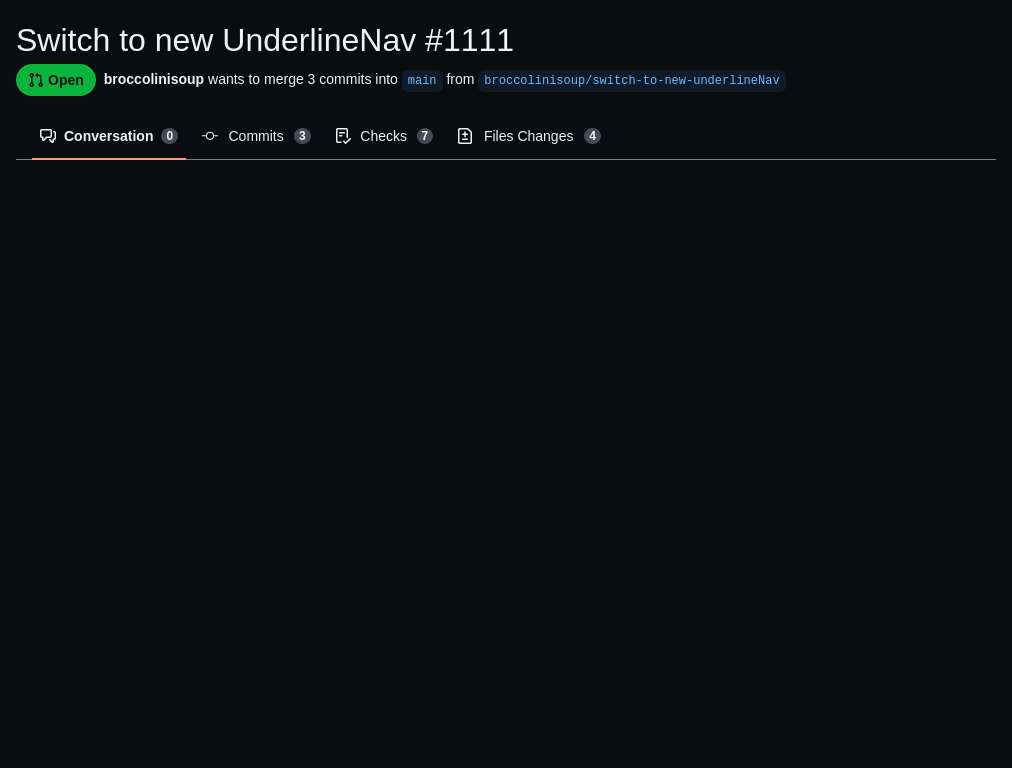 Switch to new UnderlineNav #1111
Open broccolinisoup wants to merge 3 commits into main from broccolinisoup/switch-to-new-underlineNav
Conversation 0 Commits 3 Checks 7 Files Changes 4